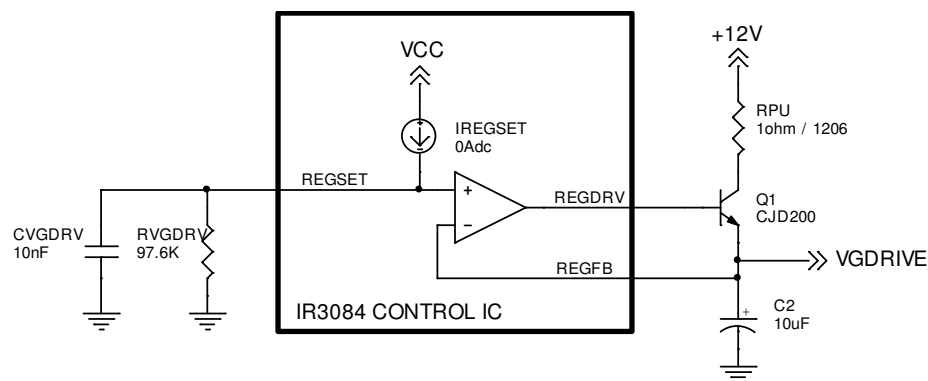 VCC
+12V
RPU
1ohm / 1206
IREGSET
0Adc
REGSET
+
REGDRV
Q1
CJD200
CVGDRV
10nF
RVGDRV
97.6K
−
REGFB
VGDRIVE
IR3084 CONTROL IC
+
C2
10uF